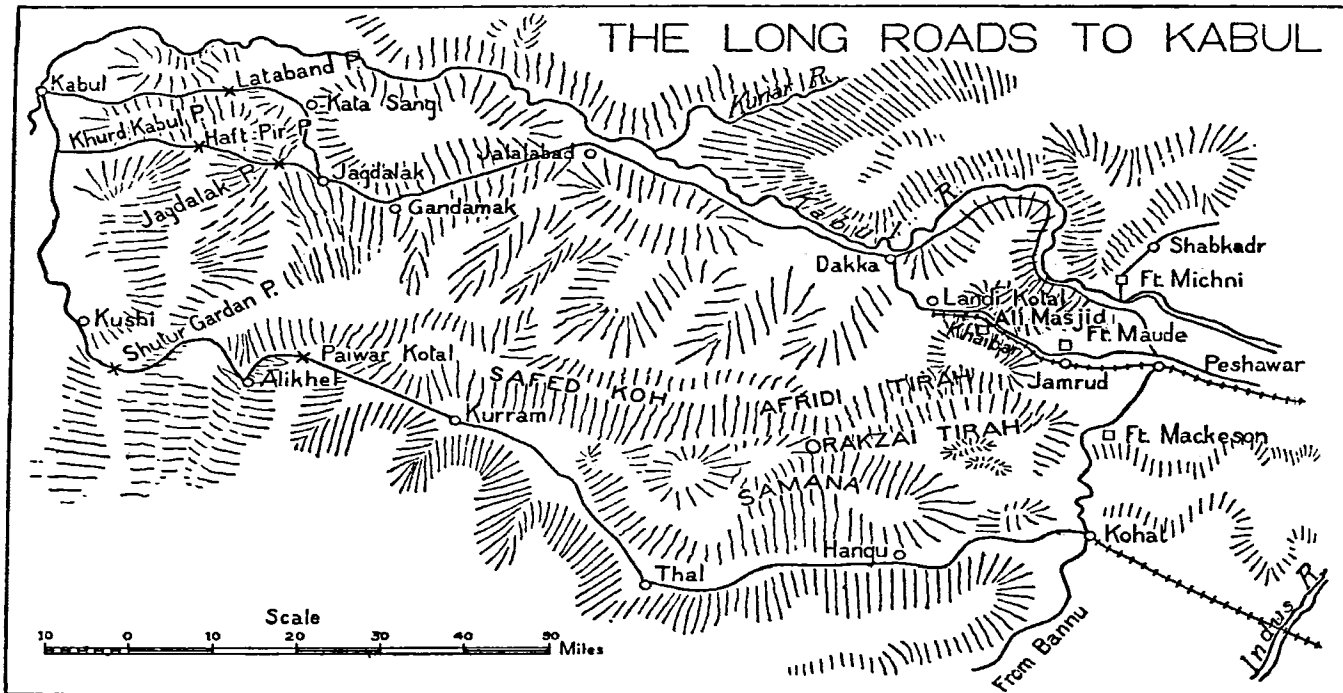 THE LONG ROADS TO KABUL
Kabul
Lataband P.
Kata Sang
Kunar R.
Khurd Kabul P.
Haft Pir P.
Jalalabad
Jagdalak
Jagdalak P.
Gandamak
Kabul R.
Shabkadr
Dakka
Ft. Michni
Landi Kotal
Ali Masjid
Ft. Maude
Khaibar
Kushi
Shutur Gardan P.
Paiwar Kotal
Peshawar
Alikhel
SAFED KOH
AFRIDI TIRAH
Jamrud
Kurram
ORAKZAI TIRAH
Ft. Mackeson
SAMANA
Kohat
Hangu
Thal
Scale
10 0 10 20 30 40 50 Miles
From Bannu
Indus R.